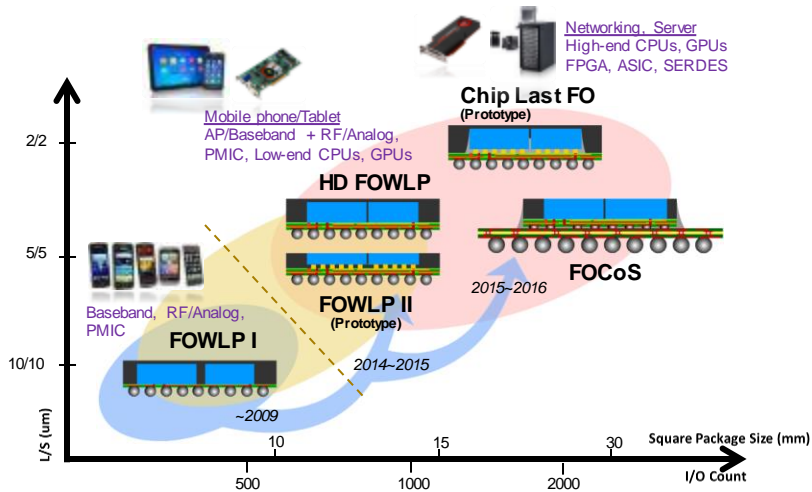 Networking, Server
High-end CPUs, GPUs
FPGA, ASIC, SERDES
Chip Last FO
(Prototype)
Mobile phone/Tablet
AP/Baseband + RF/Analog,
PMIC, Low-end CPUs, GPUs
2/2
HD FOWLP
5/5
FOCoS
2015~2016
FOWLP II
(Prototype)
Baseband, RF/Analog,
PMIC
FOWLP I
10/10
2014~2015
~2009
L/S (um)
10
15
30
Square Package Size (mm)
500
1000
2000
I/O Count